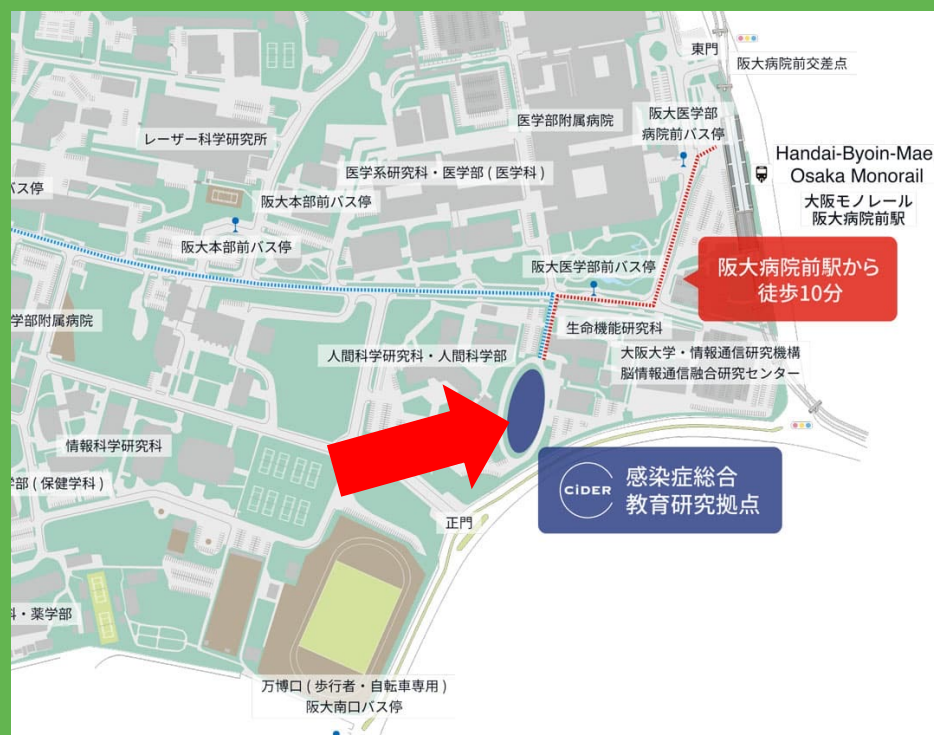 東門
阪大病院前交差点
阪大医学部
病院前バス停
医学部附属病院
レーザー科学研究所
Handai-Byoin-Mae
Osaka Monorail
大阪モノレール
阪大病院前駅
医学系研究科・医学部 ( 医学科 )
バス停
阪大本部前バス停
阪大本部前バス停
阪大医学部前バス停
阪大病院前駅から
徒歩10分
学部附属病院
生命機能研究科
人間科学研究科・人間科学部
大阪大学・情報通信研究機構
脳情報通信融合研究センター
情報科学研究科
学部 ( 保健学科 )
CiDER
感染症総合
教育研究拠点
正門
科・薬学部
万博口 ( 歩行者・自転車専用 )
阪大南口バス停